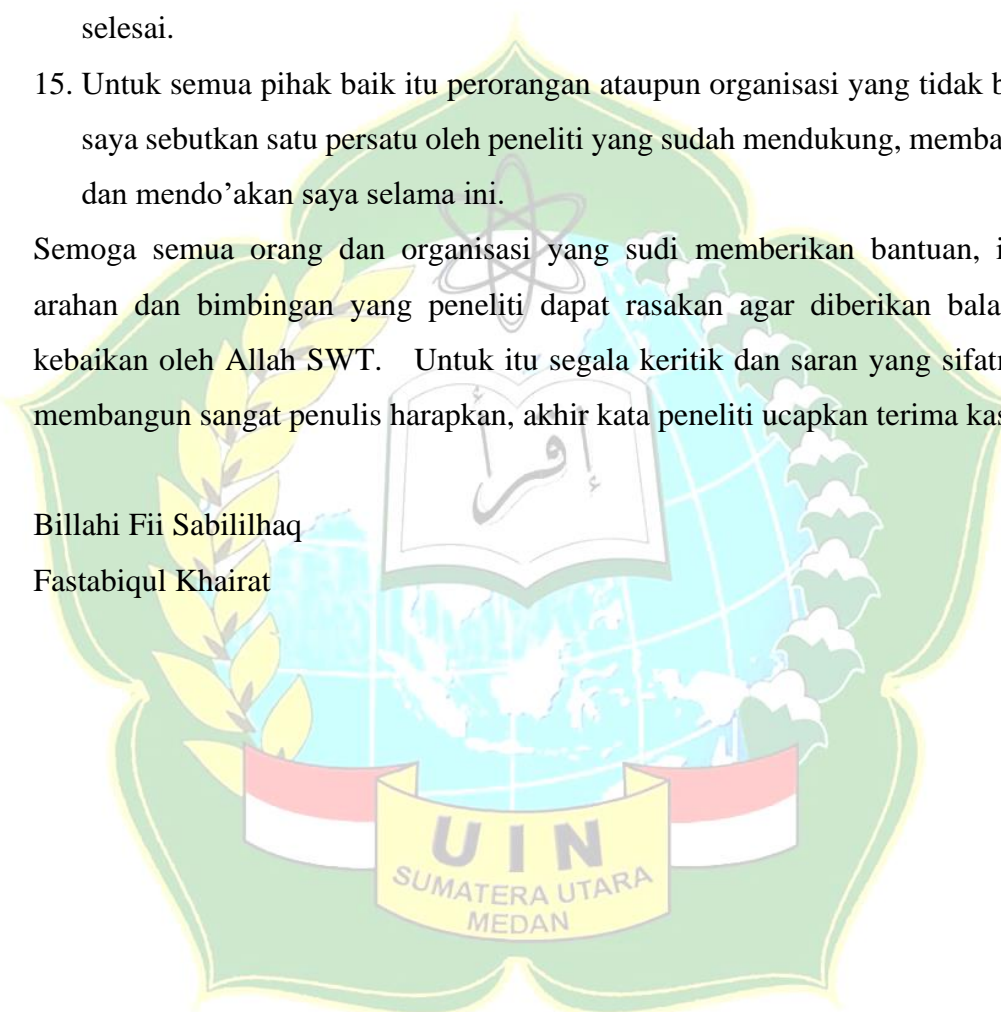 selesai.
15. Untuk semua pihak baik itu perorangan ataupun organisasi yang tidak b
saya sebutkan satu persatu oleh peneliti yang sudah mendukung, memba
dan mendo’akan saya selama ini.
Semoga semua orang dan organisasi yang sudi memberikan bantuan, i
arahan dan bimbingan yang peneliti dapat rasakan agar diberikan bala
kebaikan oleh Allah SWT. Untuk itu segala keritik dan saran yang sifat
membangun sangat penulis harapkan, akhir kata peneliti ucapkan terima kas
إقرأ
Billahi Fii Sabililhaq
Fastabiqul Khairat
UIN
SUMATERA UTARA
MEDAN